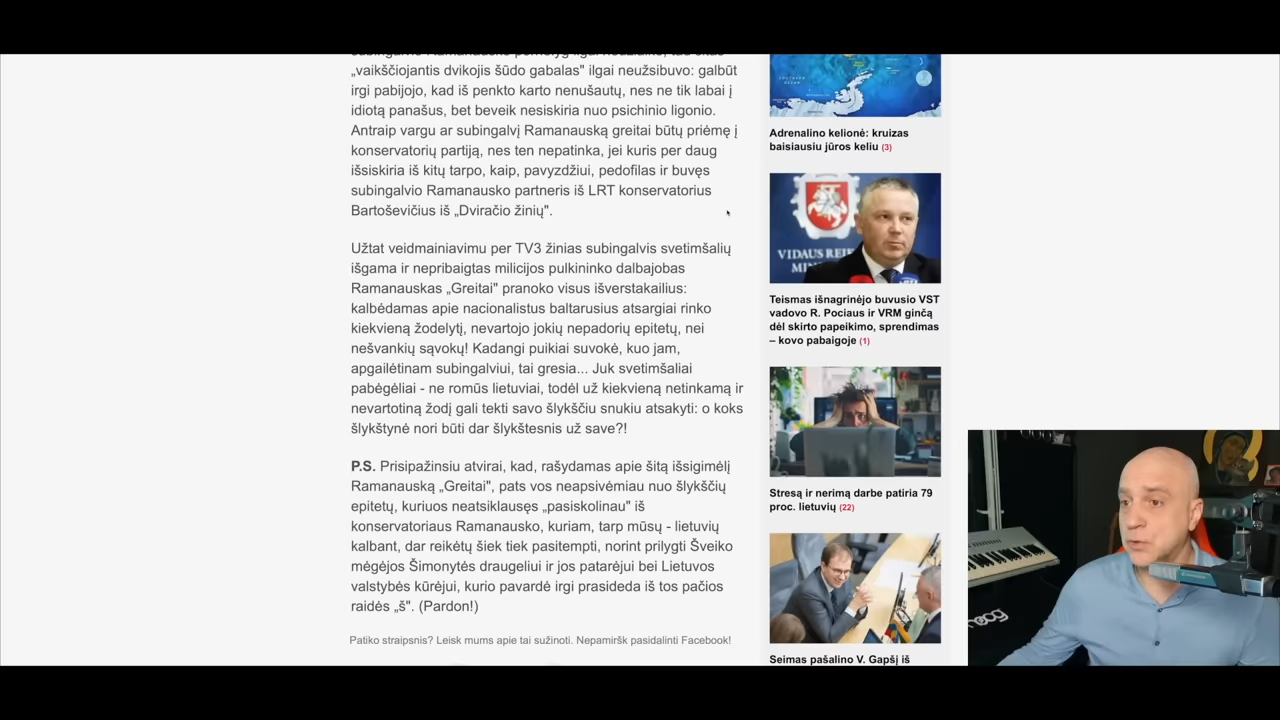 „vaikščiojantis dvikojis šūdo gabalas" ilgai neužsibuvo: galbūt
irgi pabijojo, kad iš penkto karto nenušautų, nes ne tik labai į
idiotą panašus, bet beveik nesiskiria nuo psichinio ligonio.
Antraip vargu ar subingalvį Ramanauską greitai būtų priėmę į
konservatorių partiją, nes ten nepatinka, jei kuris per daug
išsiskiria iš kitų tarpo, kaip, pavyzdžiui, pedofilas ir buvęs
subingalvio Ramanausko partneris iš LRT konservatorius
Bartoševičius iš „Dviračio žinių".
Užtat veidmainiavimu per TV3 žinias subingalvis svetimšalių
išgama ir nepribaigtas milicijos pulkininko dalbajobas
Ramanauskas „Greitai" pranoko visus išverstakailius:
kalbėdamas apie nacionalistus baltarusius atsargiai rinko
kiekvieną žodelytį, nevartojo jokių nepadorių epitetų, nei
nešvankių sąvokų! Kadangi puikiai suvokė, kuo jam,
apgailėtinam subingalviui, tai gresia... Juk svetimšaliai
pabėgėliai - ne romūs lietuviai, todėl už kiekvieną netinkamą ir
nevartotiną žodį gali tekti savo šlykščiu snukiu atsakyti: o koks
šlykštynė nori būti dar šlykštesnis už save?!
P.S. Prisipažinsiu atvirai, kad, rašydamas apie šitą išsigimėlį
Ramanauską „Greitai", pats vos neapsivėmiau nuo šlykščių
epitetų, kuriuos neatsiklausęs „pasiskolinau" iš
konservatoriaus Ramanausko, kuriam, tarp mūsų - lietuvių
kalbant, dar reikėtų šiek tiek pasitempti, norint prilygti Šveiko
mėgėjos Šimonytės draugeliui ir jos patarėjui bei Lietuvos
valstybės kūrėjui, kurio pavardė irgi prasideda iš tos pačios
raidės „š". (Pardon!)
Patiko straipsnis? Leisk mums apie tai sužinoti. Nepamiršk pasidalinti Facebook!
Adrenalino kelionė: kruizas
baisiausiu jūros keliu (3)
VIDAUS REI
MINI
Teismas išnagrinėjo buvusio VST
vadovo R. Pociaus ir VRM ginčą
dėl skirto papeikimo, sprendimas
– kovo pabaigoje (1)
Stresą ir nerimą darbe patiria 79
proc. lietuvių (22)
Seimas pašalino V. Gapšį iš
moog